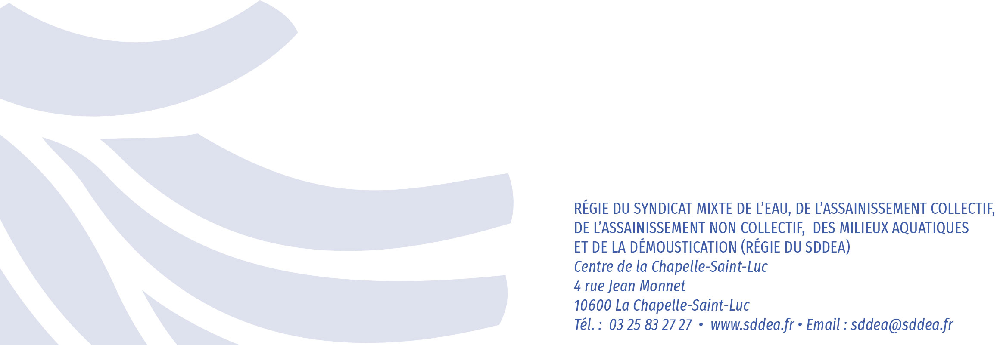 RÉGIE DU SYNDICAT MIXTE DE L’EAU, DE L’ASSAINISSEMENT COLLECTIF,
DE L’ASSAINISSEMENT NON COLLECTIF, DES MILIEUX AQUATIQUES
ET DE LA DÉMOUSTICATION (RÉGIE DU SDDEA)
Centre de la Chapelle-Saint-Luc
4 rue Jean Monnet
10600 La Chapelle-Saint-Luc
Tél. : 03 25 83 27 27 • www.sddea.fr • Email : sddea@sddea.fr